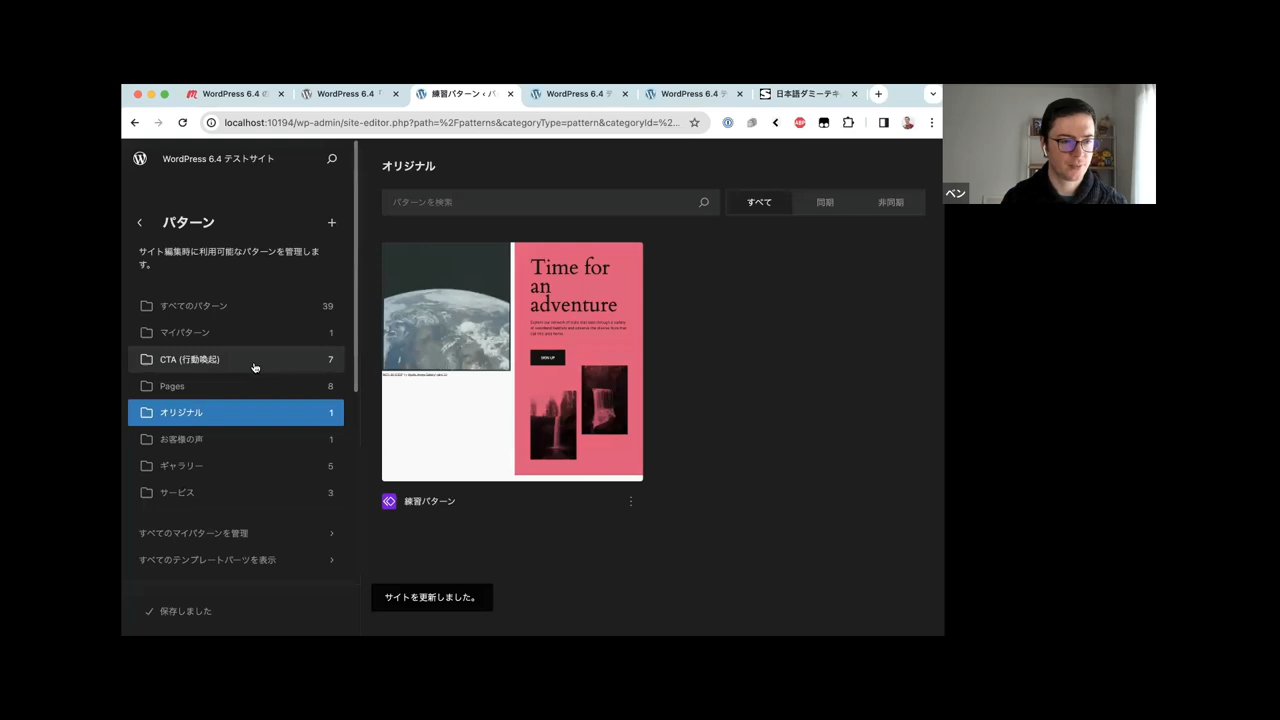 WordPress 6.4 の
WordPress 6.4 「
練習パターン ‹ パ
WordPress 6.4 テ
WordPress 6.4 テ
日本語ダミーテキ
localhost:10194/wp-admin/site-editor.php?path=%2Fpatterns&categoryType=pattern&categoryId=%2...
ABP
ベン
WordPress 6.4 テストサイト
パターン
サイト編集時に利用可能なパターンを管理しま
す。
すべてのパターン 39
マイパターン 1
CTA (行動喚起) 7
Pages 8
オリジナル 1
お客様の声 1
ギャラリー 5
サービス 3
すべてのマイパターンを管理
すべてのテンプレートパーツを表示
保存しました
オリジナル
パターンを検索
すべて 同期 非同期
Time for
an
adventure
SIGN UP
練習パターン
サイトを更新しました。